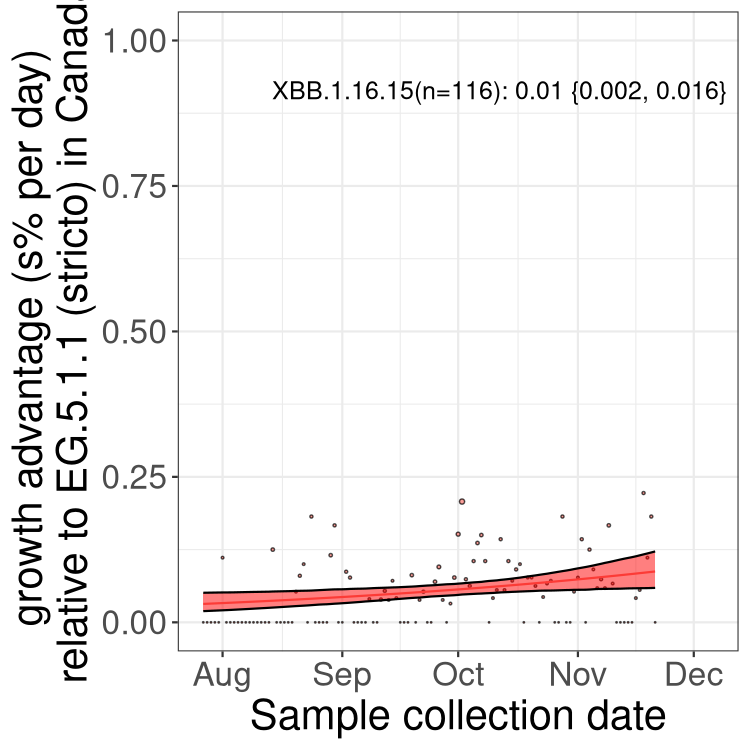 growth advantage (s% per day)
relative to EG.5.1.1 (stricto) in Canad
1.00
0.75
0.50
0.25
0.00
XBB.1.16.15(n=116): 0.01 {0.002, 0.016}
Aug Sep Oct Nov Dec
Sample collection date